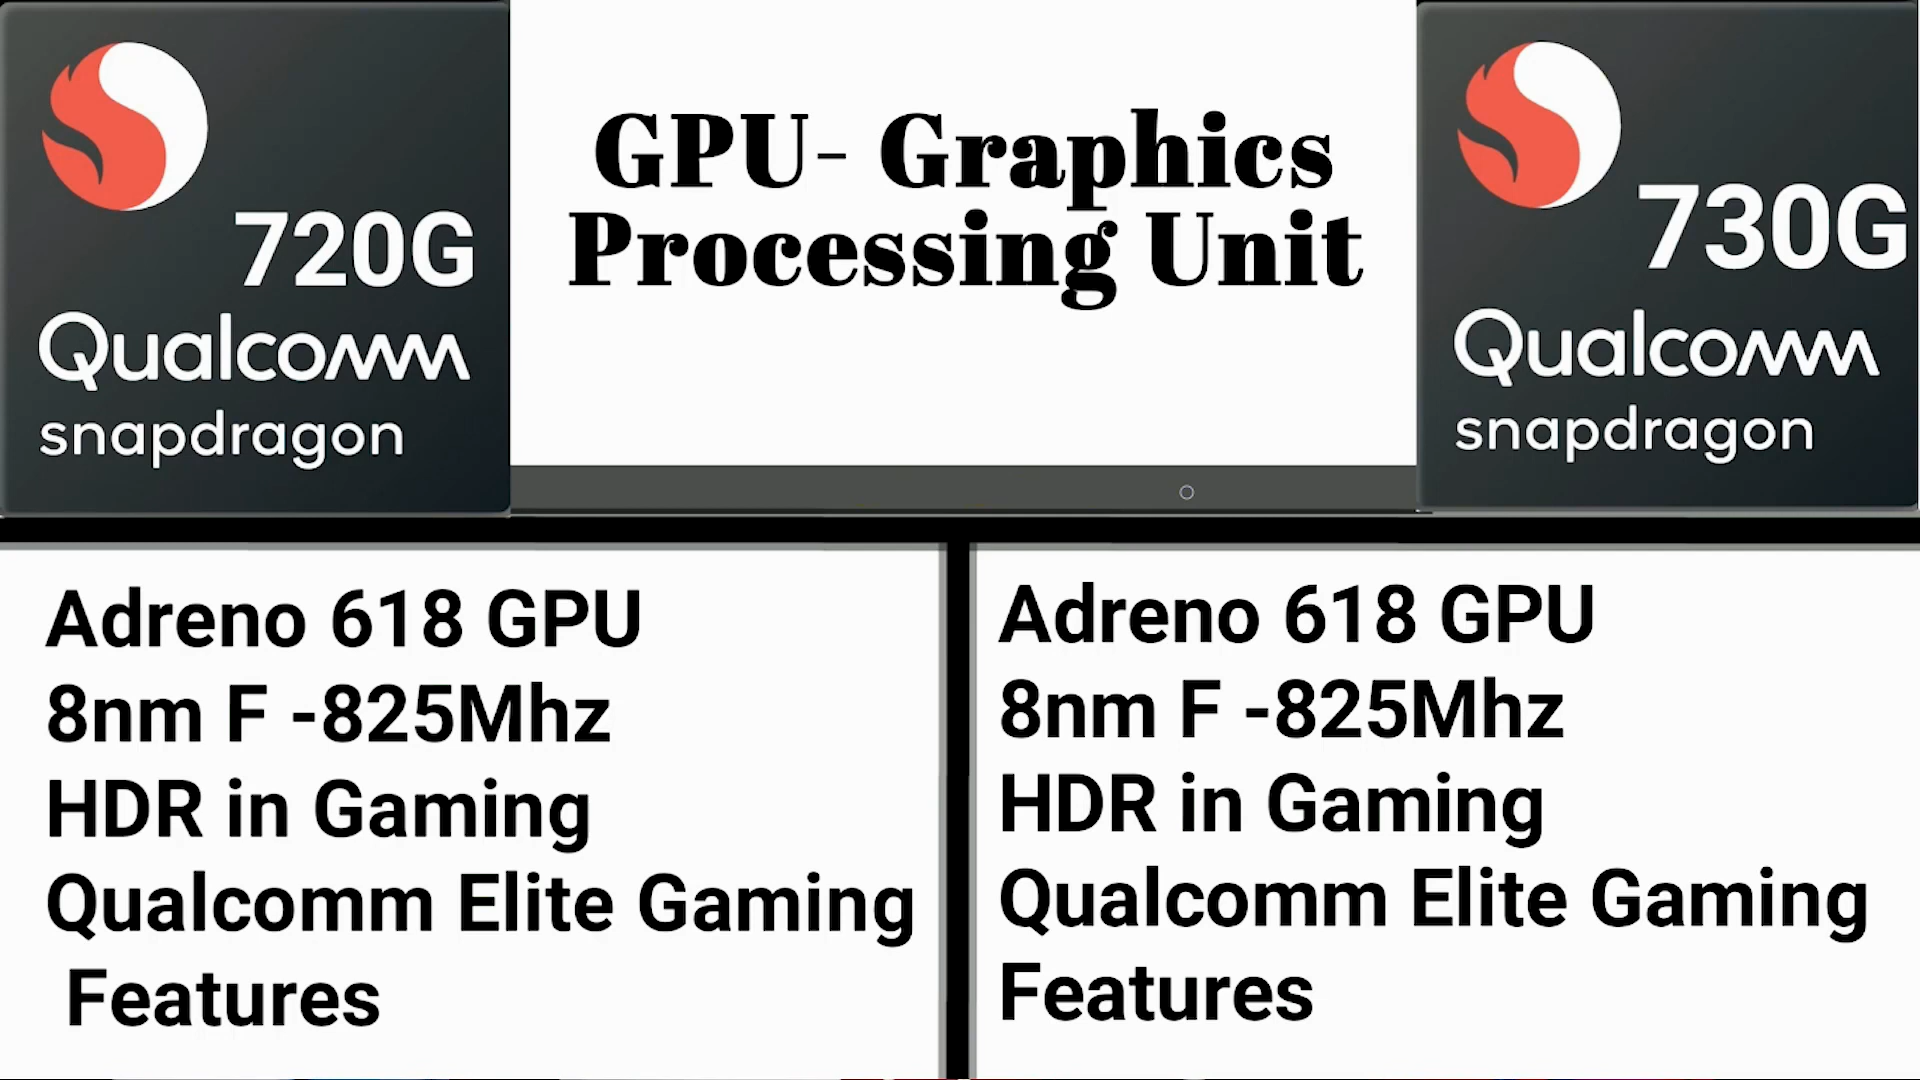 720G
Qualcomm
snapdragon
GPU- Graphics
Processing Unit
730G
Qualcomm
snapdragon
Adreno 618 GPU
8nm F -825Mhz
HDR in Gaming
Qualcomm Elite Gaming
Features
Adreno 618 GPU
8nm F -825Mhz
HDR in Gaming
Qualcomm Elite Gaming
Features